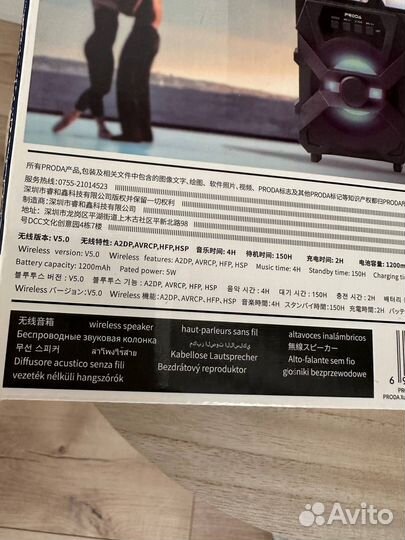 PRODA
所有PRODA产品,包装及相关文件中包含的图像文字、绘图、软件照片、视频、PRODA标志及其他PRODA标记等知识产权都归PRODA
服务热线: 0755-21014523
深圳市睿和鑫科技有限公司保留一切权利
制造商: 深圳市睿和鑫科技有限公司
地址: 深圳市龙岗区平湖街道上木古社区平新北路98
号DCC文化创意园4栋7楼
无线版本: V5.0 无线特性: A2DP,AVRCP,HFP,HSP 音乐时间: 4H 待机时间: 150H 充电时间: 2H 电池容量: 1200m
Wireless version: V5.0 Wireless features: A2DP, AVRCP, HFP, HSP Music time: 4H Standby time: 150H Charging
Battery capacity: 1200mAh Pated power: 5W
블루투스 버전: V5.0 블루투스 기능: A2DP, AVRCP, HFP, HSP 음악 시간: 4H 대기 시간: 150H 충전 시간: 2H 배터리
Wireless バージョン: V5.0 Wireless 機能: A2DP, AVRCP, HFP, HSP 音楽時間: 4H スタンバイ時間: 150H 充電時間: 2H バッテ
无线音箱 wireless speaker haut-parleurs sans fil altavoces inalámbricos
Беспроводные звуковая колонка 無線スピーカー
무선 스피커 ลำโพงไร้สาย Kabellose Lautsprecher Alto-falante sem fio
Diffusore acustico senza fili Bezdrátový reproduktor głośniki bezprzewodowe
vezeték nélküli hangszórók
6 9
PRODA
Avito